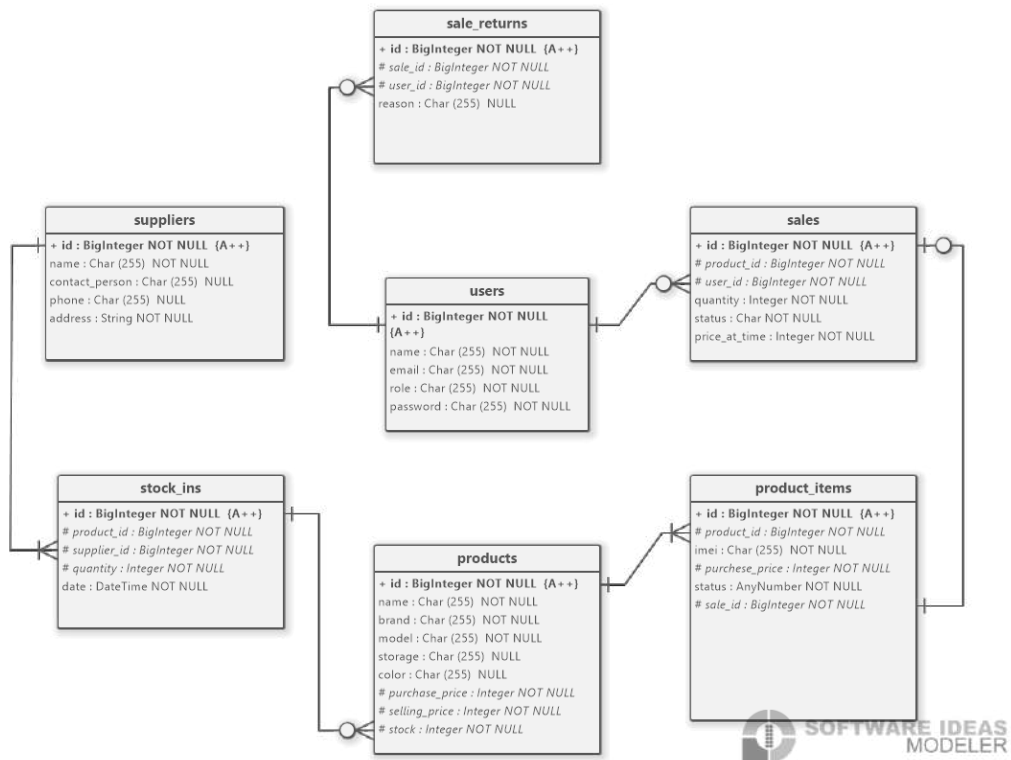 sale_returns
+ id : BigInteger NOT NULL {A++}
# sale_id : BigInteger NOT NULL
# user_id : BigInteger NOT NULL
reason : Char (255) NULL
suppliers
+ id : BigInteger NOT NULL {A++}
name : Char (255) NOT NULL
contact_person : Char (255) NULL
phone : Char (255) NULL
address : String NOT NULL
users
+ id : BigInteger NOT NULL
{A++}
name : Char (255) NOT NULL
email : Char (255) NOT NULL
role : Char (255) NOT NULL
password : Char (255) NOT NULL
sales
+ id : BigInteger NOT NULL {A++}
# product_id : BigInteger NOT NULL
# user_id : BigInteger NOT NULL
quantity : Integer NOT NULL
status : Char NOT NULL
price_at_time : Integer NOT NULL
stock_ins
+ id : BigInteger NOT NULL {A++}
# product_id : BigInteger NOT NULL
# supplier_id : BigInteger NOT NULL
# quantity : Integer NOT NULL
date : DateTime NOT NULL
products
+ id : BigInteger NOT NULL {A++}
name : Char (255) NOT NULL
brand : Char (255) NOT NULL
model : Char (255) NOT NULL
storage : Char (255) NULL
color : Char (255) NULL
# purchase_price : Integer NOT NULL
# selling_price : Integer NOT NULL
# stock : Integer NOT NULL
product_items
+ id : BigInteger NOT NULL {A++}
# product_id : BigInteger NOT NULL
imei : Char (255) NOT NULL
# purchese_price : Integer NOT NULL
status : AnyNumber NOT NULL
# sale_id : BigInteger NOT NULL
SOFTWARE IDEAS
MODELER